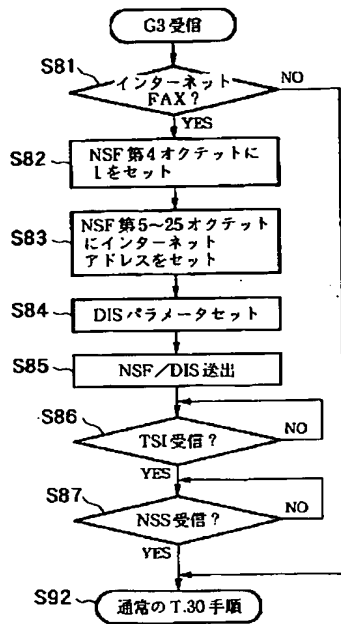 G3受信
S81
インターネット
FAX?
NO
YES
S82
NSF第4オクテットに
1をセット
S83
NSF第5~25オクテット
にインターネット
アドレスをセット
S84
DISパラメータセット
S85
NSF/DIS送出
S86
TSI受信?
NO
YES
S87
NSS受信?
NO
YES
S92
通常のT.30手順